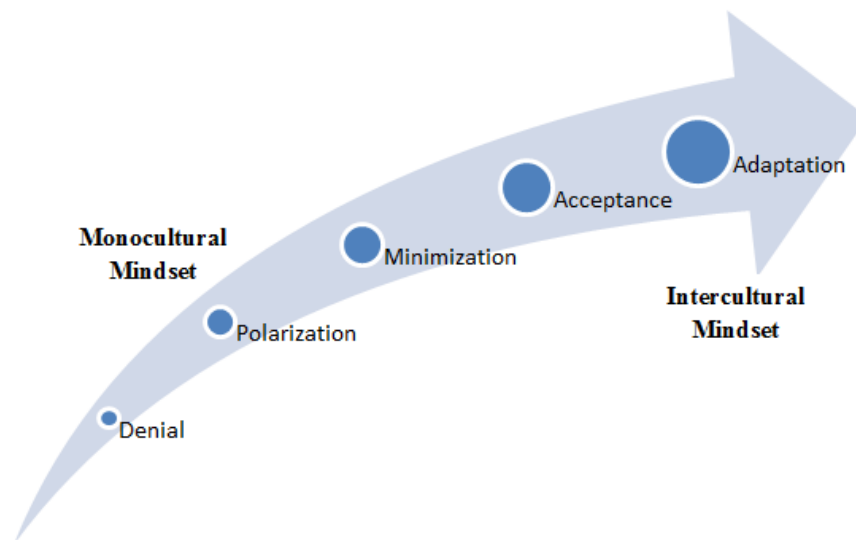 Monocultural
Mindset
Denial
Polarization
Minimization
Acceptance
Adaptation
Intercultural
Mindset